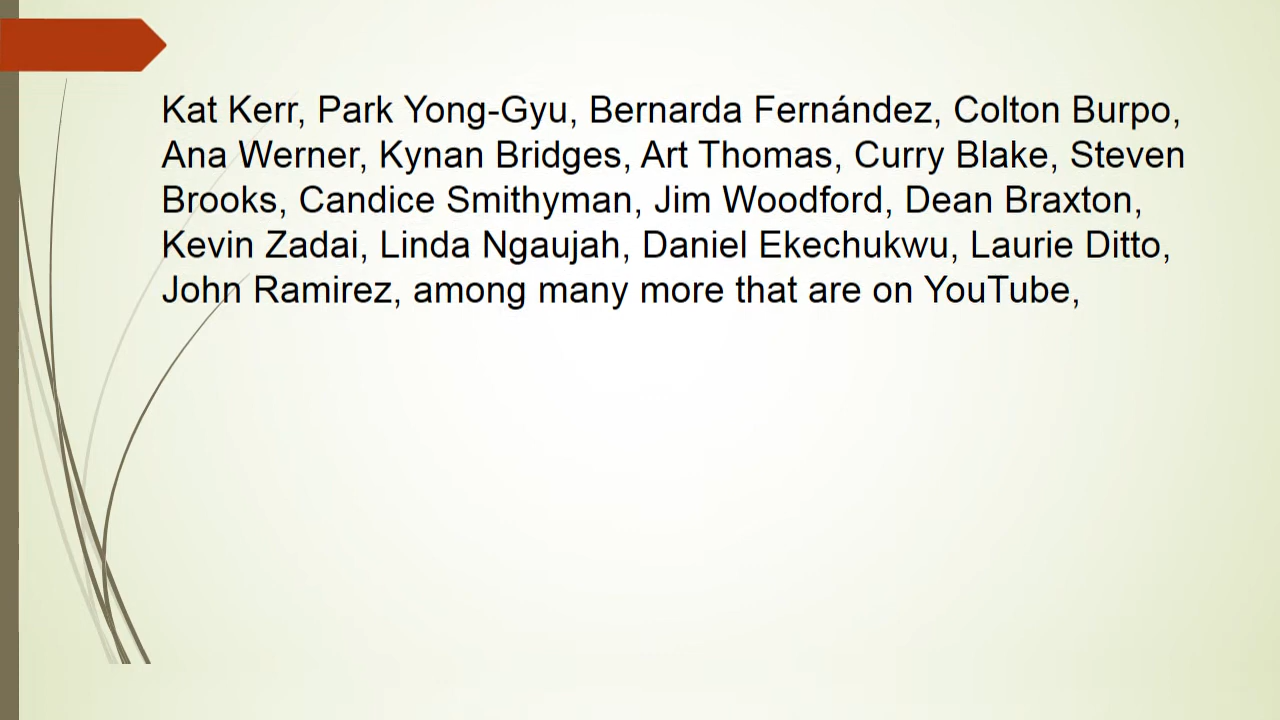 Kat Kerr, Park Yong-Gyu, Bernarda Fernández, Colton Burpo,
Ana Werner, Kynan Bridges, Art Thomas, Curry Blake, Steven
Brooks, Candice Smithyman, Jim Woodford, Dean Braxton,
Kevin Zadai, Linda Ngaujah, Daniel Ekechukwu, Laurie Ditto,
John Ramirez, among many more that are on YouTube,